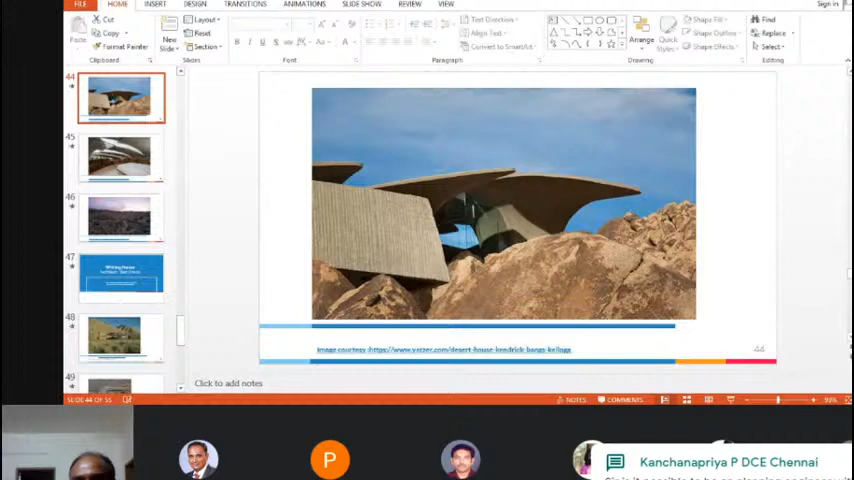 FILE HOME INSERT DESIGN TRANSITIONS ANIMATIONS SLIDE SHOW REVIEW VIEW Sign in
Paste
Cut
Copy
Format Painter
Clipboard
New
Slide
Layout
Reset
Section
Slides
Font
Text Direction
Align Text
Convert to SmartArt
Paragraph
Arrange
Quick
Styles
Shape Fill
Shape Outline
Shape Effects
Drawing
Find
Replace
Select
Editing
44
45
46
47
48
49
Image courtesy :https://www.yatzer.com/desert-house-kendrick-bangs-kellogg
44
Click to add notes
SLIDE 44 OF 55
NOTES
COMMENTS
93%
P
Kanchanapriya P DCE Chennai